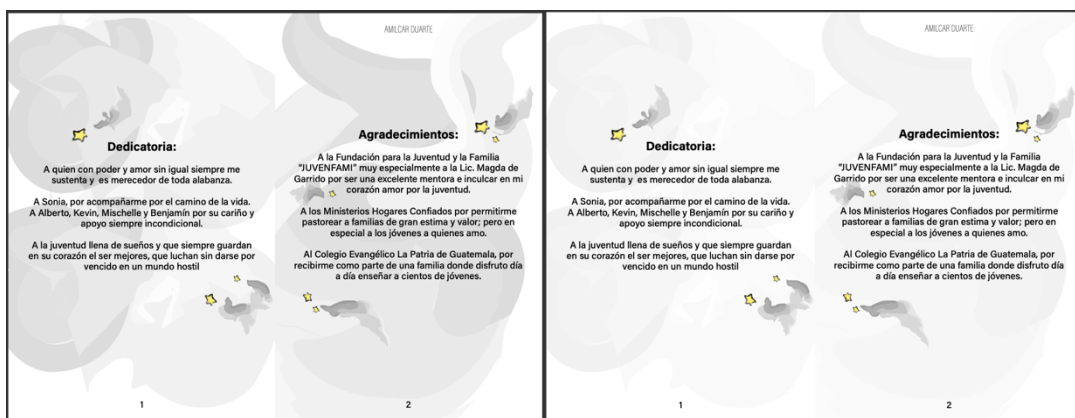 Dedicatoria:
A quien con poder y amor sin igual siempre me
sustenta y es merecedor de toda alabanza.
A Sonia, por acompañarme por el camino de la vida.
A Alberto, Kevin, Mischelle y Benjamín por su cariño y
apoyo siempre incondicional.
A la juventud llena de sueños y que siempre guardan
en su corazón el ser mejores, que luchan sin darse por
vencido en un mundo hostil
1
AMILCAR DUARTE
Agradecimientos:
A la Fundación para la Juventud y la Familia
"JUVENFAMI" muy especialmente a la Lic. Magda de
Garrido por ser una excelente mentora e inculcar en mi
corazón amor por la juventud.
A los Ministerios Hogares Confiados por permitirme
pastorear a familias de gran estima y valor; pero en
especial a los jóvenes a quienes amo.
Al Colegio Evangélico La Patria de Guatemala, por
recibirme como parte de una familia donde disfruto día
a día enseñar a cientos de jóvenes.
2
Dedicatoria:
A quien con poder y amor sin igual siempre me
sustenta y es merecedor de toda alabanza.
A Sonia, por acompañarme por el camino de la vida.
A Alberto, Kevin, Mischelle y Benjamín por su cariño y
apoyo siempre incondicional.
A la juventud llena de sueños y que siempre guardan
en su corazón el ser mejores, que luchan sin darse por
vencido en un mundo hostil
1
AMILCAR DUARTE
Agradecimientos:
A la Fundación para la Juventud y la Familia
"JUVENFAMI" muy especialmente a la Lic. Magda de
Garrido por ser una excelente mentora e inculcar en mi
corazón amor por la juventud.
A los Ministerios Hogares Confiados por permitirme
pastorear a familias de gran estima y valor; pero en
especial a los jóvenes a quienes amo.
Al Colegio Evangélico La Patria de Guatemala, por
recibirme como parte de una familia donde disfruto día
a día enseñar a cientos de jóvenes.
2